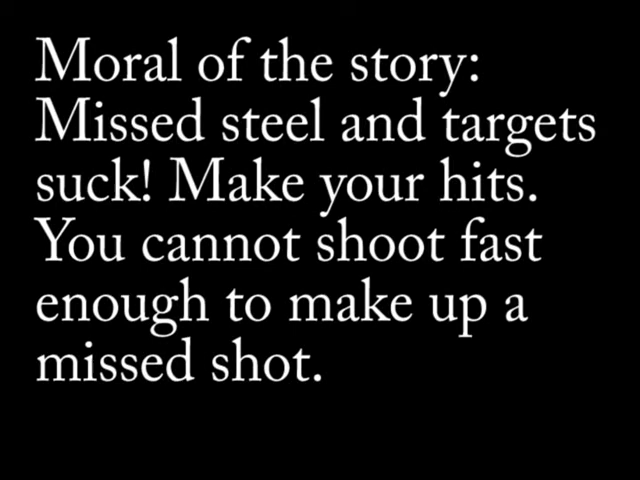 Moral of the story:
Missed steel and targets
suck! Make your hits.
You cannot shoot fast
enough to make up a
missed shot.